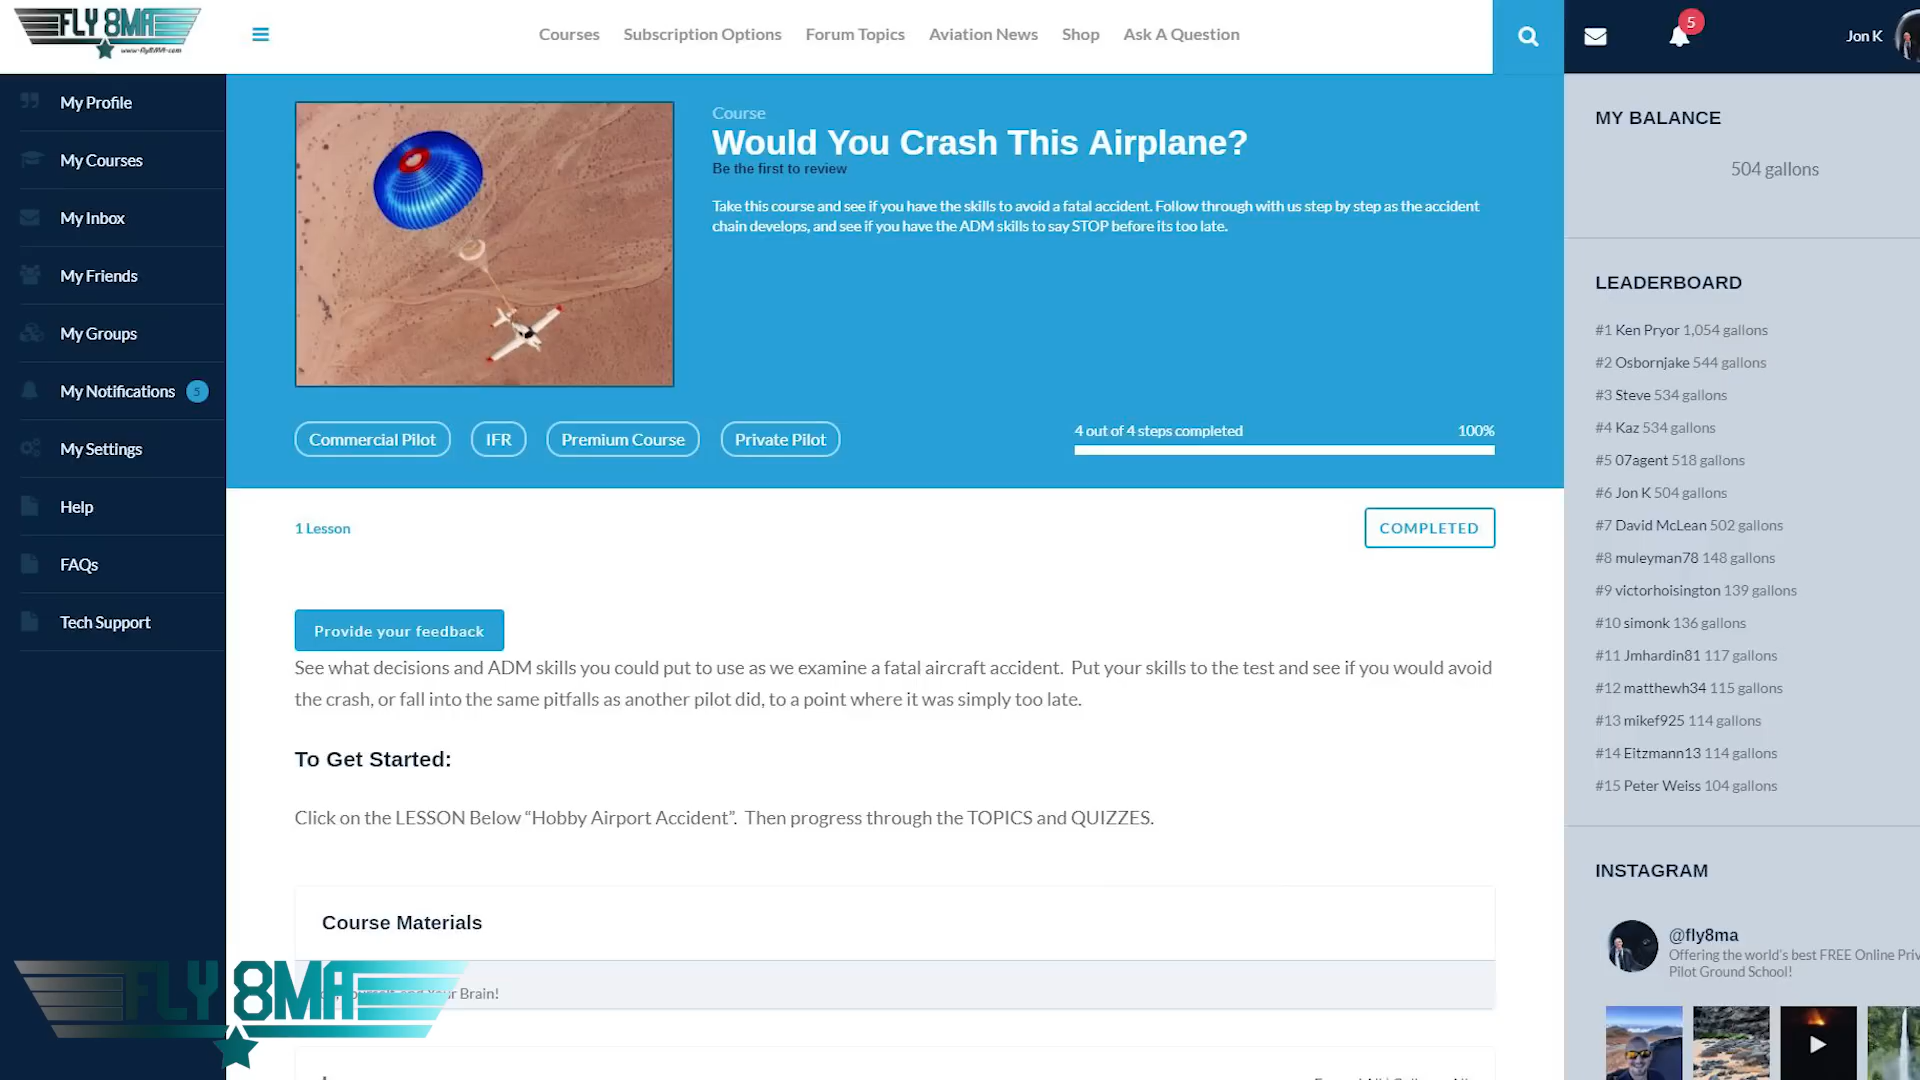 FLY 8MA
www.fly8MA.com
Courses
Subscription Options
Forum Topics
Aviation News
Shop
Ask A Question
5
Jon K
My Profile
My Courses
My Inbox
My Friends
My Groups
My Notifications 5
My Settings
Help
FAQs
Tech Support
Course
Would You Crash This Airplane?
Be the first to review
Take this course and see if you have the skills to avoid a fatal accident. Follow through with us step by step as the accident
chain develops, and see if you have the ADM skills to say STOP before its too late.
Commercial Pilot
IFR
Premium Course
Private Pilot
4 out of 4 steps completed
100%
1 Lesson
COMPLETED
Provide your feedback
See what decisions and ADM skills you could put to use as we examine a fatal aircraft accident.  Put your skills to the test and see if you would avoid
the crash, or fall into the same pitfalls as another pilot did, to a point where it was simply too late.
To Get Started:
Click on the LESSON Below “Hobby Airport Accident”.  Then progress through the TOPICS and QUIZZES.
Course Materials
Brain!
FLY 8MA
MY BALANCE
504 gallons
LEADERBOARD
#1 Ken Pryor 1,054 gallons
#2 Osbornjake 544 gallons
#3 Steve 534 gallons
#4 Kaz 534 gallons
#5 07agent 518 gallons
#6 Jon K 504 gallons
#7 David McLean 502 gallons
#8 muleyman78 148 gallons
#9 victorhoisington 139 gallons
#10 simonk 136 gallons
#11 Jmhardin81 117 gallons
#12 matthewh34 115 gallons
#13 mikef925 114 gallons
#14 Eitzmann13 114 gallons
#15 Peter Weiss 104 gallons
INSTAGRAM
@fly8ma
Offering the world's best FREE Online Priv
Pilot Ground School!